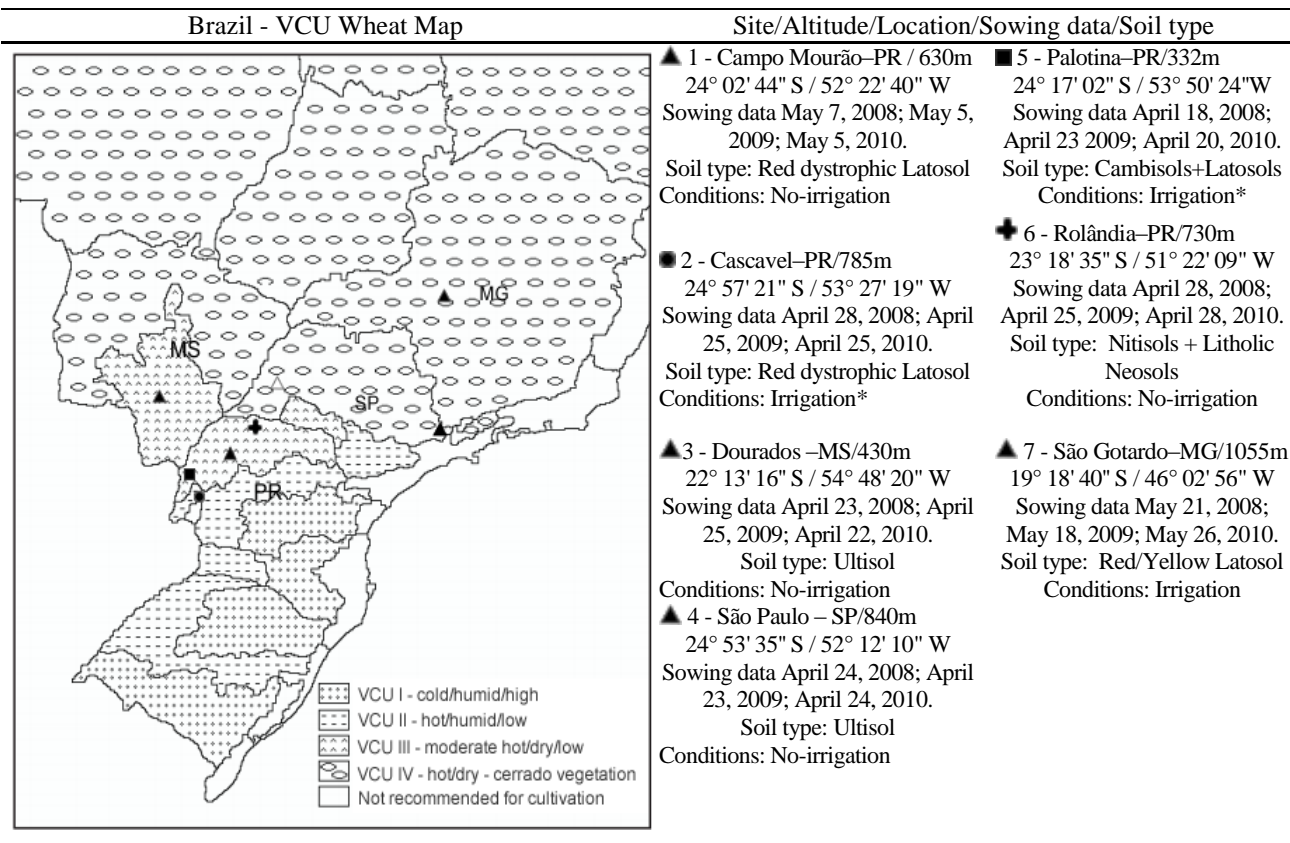 Brazil - VCU Wheat Map
Site/Altitude/Location/Sowing data/Soil type
MG
MS
SP
PR
VCU I - cold/humid/high
VCU II - hot/humid/low
VCU III - moderate hot/dry/low
VCU IV - hot/dry - cerrado vegetation
Not recommended for cultivation
1 - Campo Mourão–PR / 630m
24° 02' 44" S / 52° 22' 40" W
Sowing data May 7, 2008; May 5,
2009; May 5, 2010.
Soil type: Red dystrophic Latosol
Conditions: No-irrigation
2 - Cascavel–PR/785m
24° 57' 21" S / 53° 27' 19" W
Sowing data April 28, 2008; April
25, 2009; April 25, 2010.
Soil type: Red dystrophic Latosol
Conditions: Irrigation*
3 - Dourados –MS/430m
22° 13' 16" S / 54° 48' 20" W
Sowing data April 23, 2008; April
25, 2009; April 22, 2010.
Soil type: Ultisol
Conditions: No-irrigation
4 - São Paulo – SP/840m
24° 53' 35" S / 52° 12' 10" W
Sowing data April 24, 2008; April
23, 2009; April 24, 2010.
Soil type: Ultisol
Conditions: No-irrigation
5 - Palotina–PR/332m
24° 17' 02" S / 53° 50' 24"W
Sowing data April 18, 2008;
April 23 2009; April 20, 2010.
Soil type: Cambisols+Latosols
Conditions: Irrigation*
6 - Rolândia–PR/730m
23° 18' 35" S / 51° 22' 09" W
Sowing data April 28, 2008;
April 25, 2009; April 28, 2010.
Soil type: Nitisols + Litholic
Neosols
Conditions: No-irrigation
7 - São Gotardo–MG/1055m
19° 18' 40" S / 46° 02' 56" W
Sowing data May 21, 2008;
May 18, 2009; May 26, 2010.
Soil type: Red/Yellow Latosol
Conditions: Irrigation